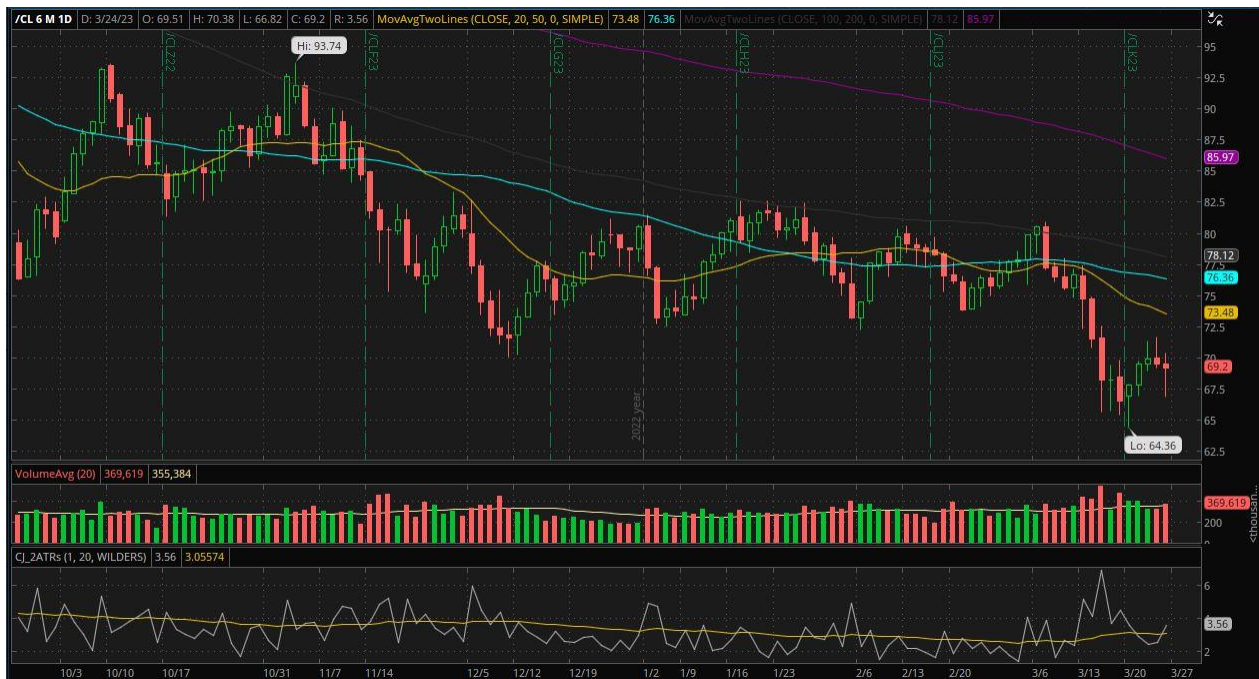 /CL 6 M 1D D: 3/24/23 O: 69.51 H: 70.38 L: 66.82 C: 69.2 R: 3.56 MovAvgTwoLines (CLOSE, 20, 50, 0, SIMPLE) 73.48 76.36 MovAvgTwoLines (CLOSE, 100, 200, 0, SIMPLE) 78.12 85.97
/CLZ22
Hi: 93.74
/CLF23
/CLG23
/CLH23
/CLJ23
/CLK23
95
92.5
90
87.5
85.97
85
82.5
80
78.12
77.5
76.36
75
73.48
72.5
70
69.2
67.5
65
62.5
2022 year
Lo: 64.36
VolumeAvg (20) 369,619 355,384
369.619
200
0
<thousan...
CJ_2ATRs (1, 20, WILDERS) 3.56 3.05574
6
4
3.56
2
10/3 10/10 10/17 10/31 11/7 11/14 12/5 12/12 12/19 1/2 1/9 1/16 1/23 2/6 2/13 2/20 3/6 3/13 3/20 3/27